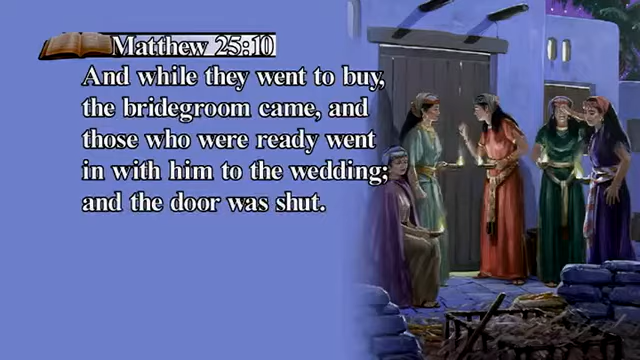 Matthew 25:10
And while they went to buy,
the bridegroom came, and
those who were ready went
in with him to the wedding;
and the door was shut.